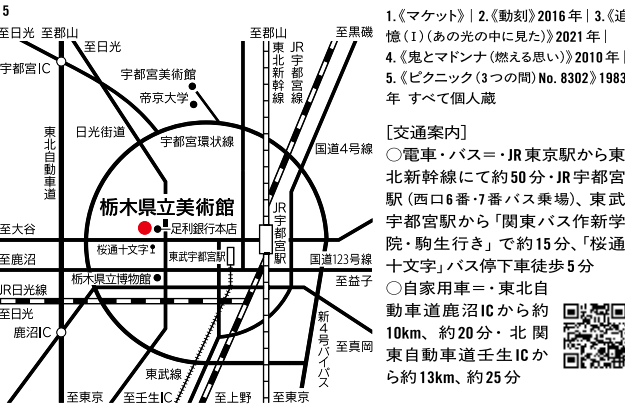 5
至日光
至郡山
至日光
至郡山
至黒磯
宇都宮IC
宇都宮美術館
帝京大学
東北新幹線
JR宇都宮線
東北自動車道
日光街道
宇都宮環状線
国道4号線
栃木県立美術館
足利銀行本店
至大谷
桜通十文字
東武宇都宮駅
JR宇都宮駅
至鹿沼
国道123号線
栃木県立博物館
至益子
JR日光線
至日光
鹿沼IC
新4号バイパス
至真岡
東武線
至東京
至壬生IC
至上野
至東京
1.《マケット》│2.《動刻》2016年│3.《追
憶(I)(あの光の中に見た)》2021年│
4.《鬼とマドンナ(燃える思い)》2010年│
5.《ピクニック(3つの間)No. 8302》1983
年 すべて個人蔵
[交通案内]
○電車・バス=・JR東京駅から東
北新幹線にて約50分・JR宇都宮
駅(西口6番・7番バス乗場)、東武
宇都宮駅から「関東バス作新学
院・駒生行き」で約15分、「桜通
十文字」バス停下車徒歩5分
○自家用車=・東北自
動車道鹿沼ICから約
10km、約20分・北関
東自動車道壬生ICか
ら約13km、約25分